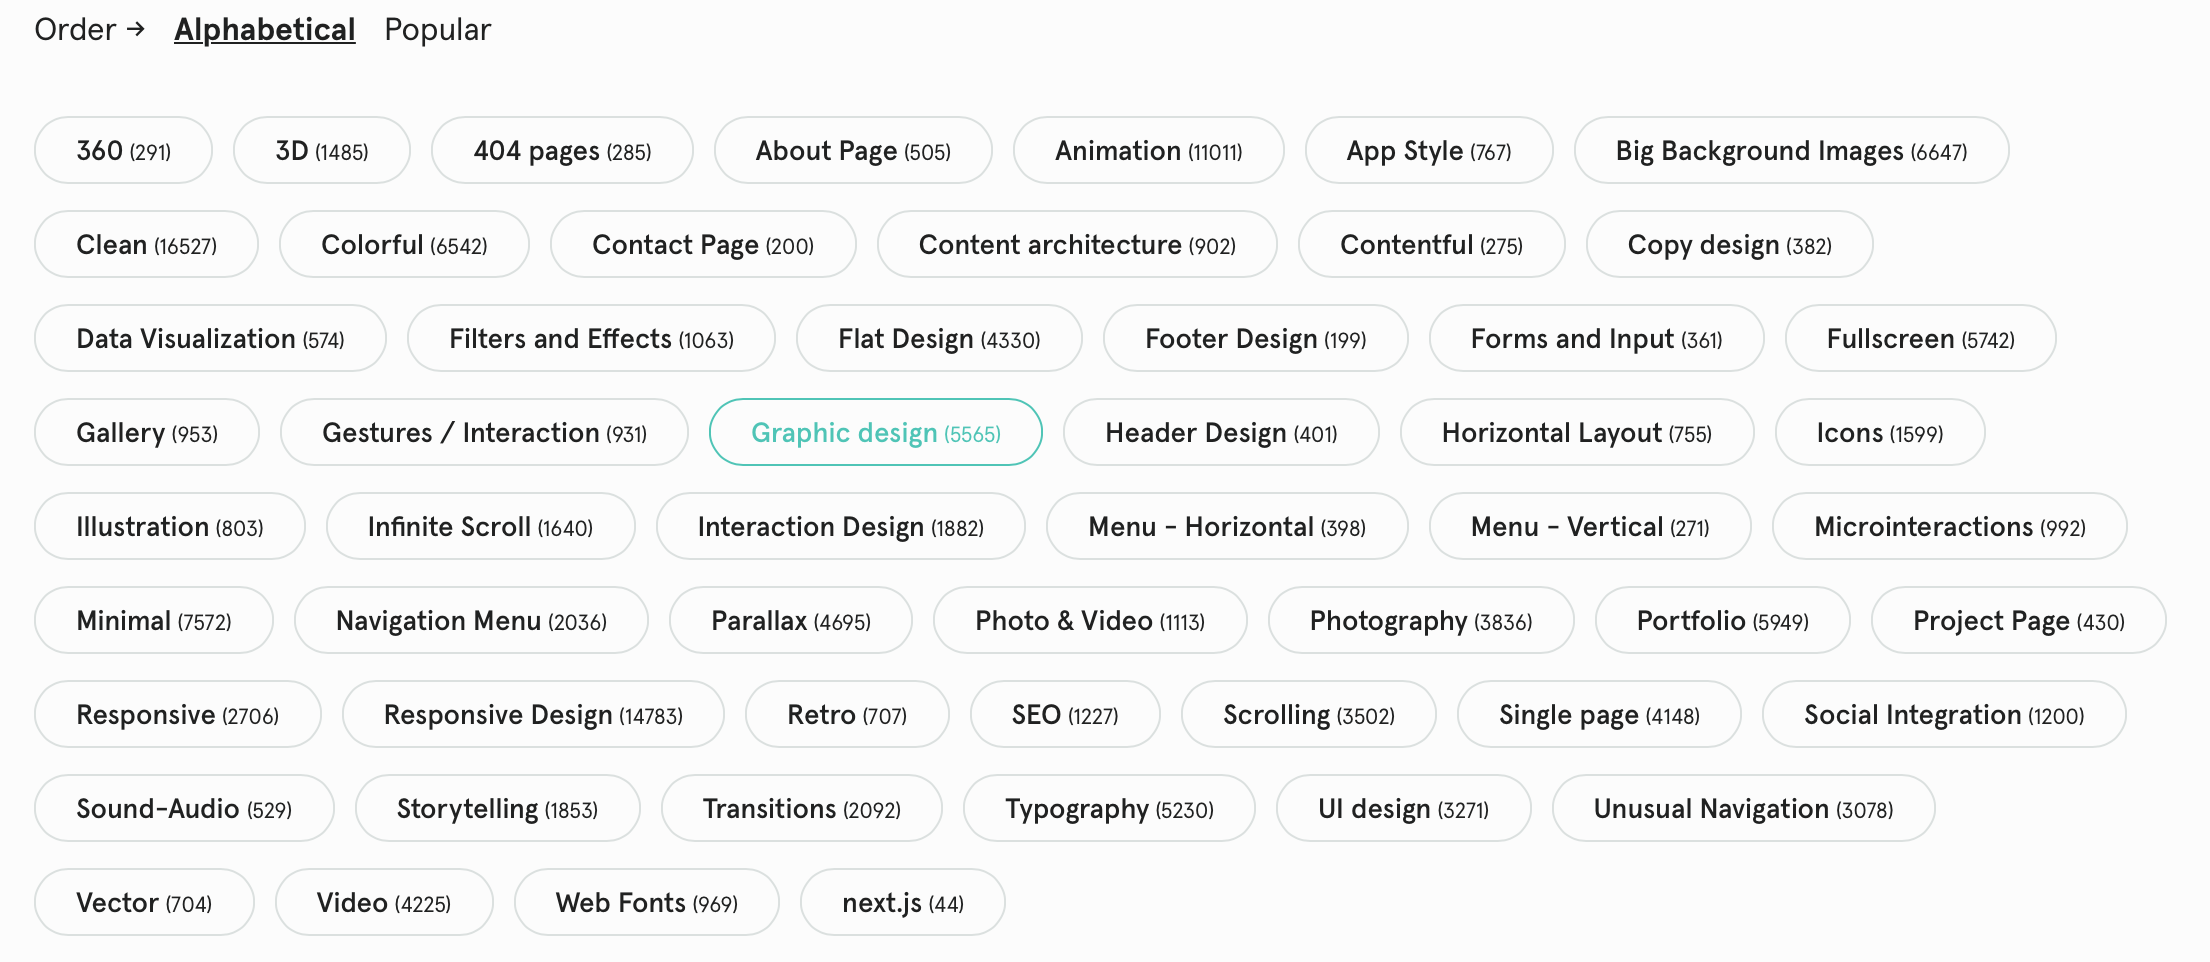 Order → Alphabetical Popular
360 (291) 3D (1485) 404 pages (285) About Page (505) Animation (11011) App Style (767) Big Background Images (6647)
Clean (16527) Colorful (6542) Contact Page (200) Content architecture (902) Contentful (275) Copy design (382)
Data Visualization (574) Filters and Effects (1063) Flat Design (4330) Footer Design (199) Forms and Input (361) Fullscreen (5742)
Gallery (953) Gestures / Interaction (931) Graphic design (5565) Header Design (401) Horizontal Layout (755) Icons (1599)
Illustration (803) Infinite Scroll (1640) Interaction Design (1882) Menu - Horizontal (398) Menu - Vertical (271) Microinteractions (992)
Minimal (7572) Navigation Menu (2036) Parallax (4695) Photo & Video (1113) Photography (3836) Portfolio (5949) Project Page (430)
Responsive (2706) Responsive Design (14783) Retro (707) SEO (1227) Scrolling (3502) Single page (4148) Social Integration (1200)
Sound-Audio (529) Storytelling (1853) Transitions (2092) Typography (5230) UI design (3271) Unusual Navigation (3078)
Vector (704) Video (4225) Web Fonts (969) next.js (44)